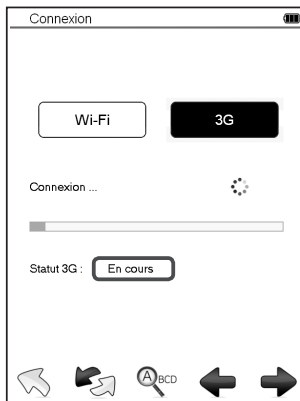 Connexion
Wi-Fi 3G
Connexion ...
Statut 3G : En cours
A BCD